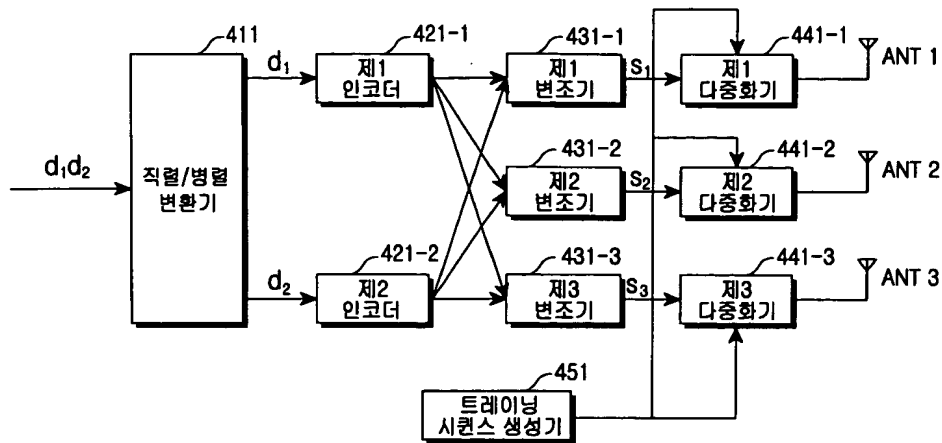 411
421-1
431-1
441-1
ANT 1
d₁
제1
인코더
제1
변조기
S₁
제1
다중화기
d₁d₂
직렬/병렬
변환기
431-2
441-2
ANT 2
제2
변조기
S₂
제2
다중화기
421-2
431-3
441-3
ANT 3
d₂
제2
인코더
제3
변조기
S₃
제3
다중화기
451
트레이닝
시퀀스 생성기